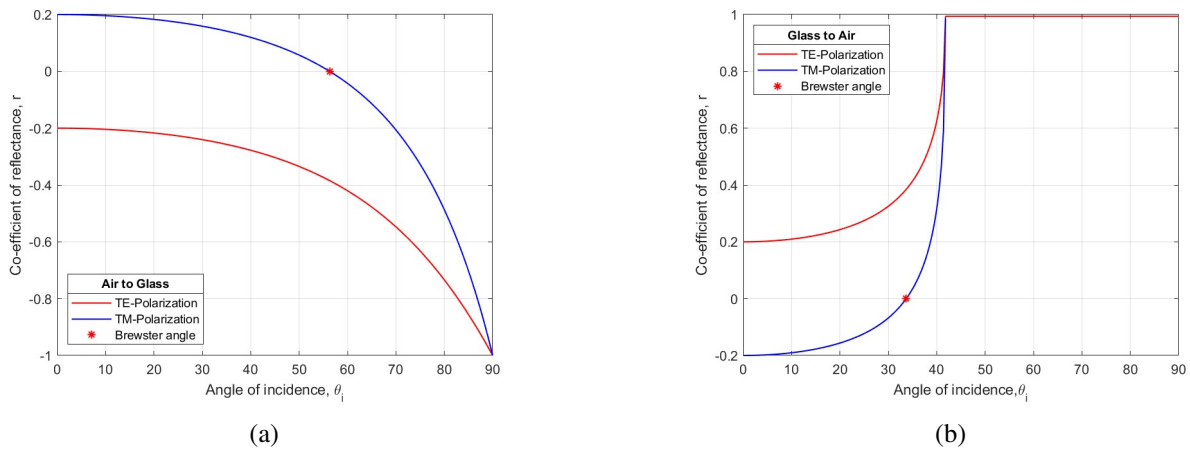 0.2
0
-0.2
-0.4
-0.6
-0.8
-1
Co-efficient of reflectance, r
Air to Glass
TE-Polarization
TM-Polarization
Brewster angle
0 10 20 30 40 50 60 70 80 90
Angle of incidence, θi
(a)
1
0.8
0.6
0.4
0.2
0
-0.2
Co-efficient of reflectance, r
Glass to Air
TE-Polarization
TM-Polarization
Brewster angle
0 10 20 30 40 50 60 70 80 90
Angle of incidence,θi
(b)